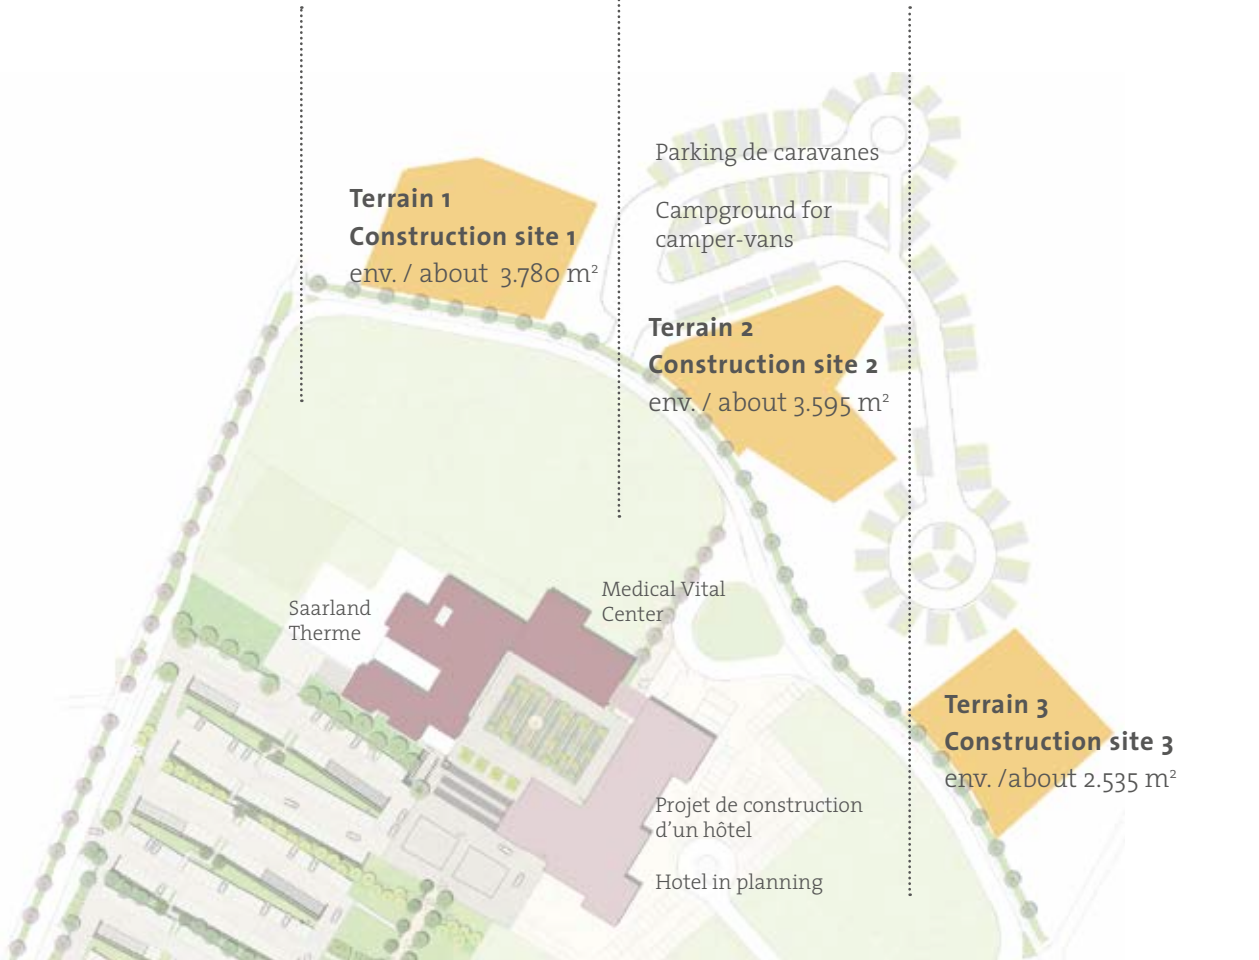 Parking de caravanes
Campground for
camper-vans
Terrain 1
Construction site 1
env. / about 3.780 m²
Terrain 2
Construction site 2
env. / about 3.595 m²
Saarland
Therme
Medical Vital
Center
Terrain 3
Construction site 3
env. /about 2.535 m²
Projet de construction
d'un hôtel
Hotel in planning